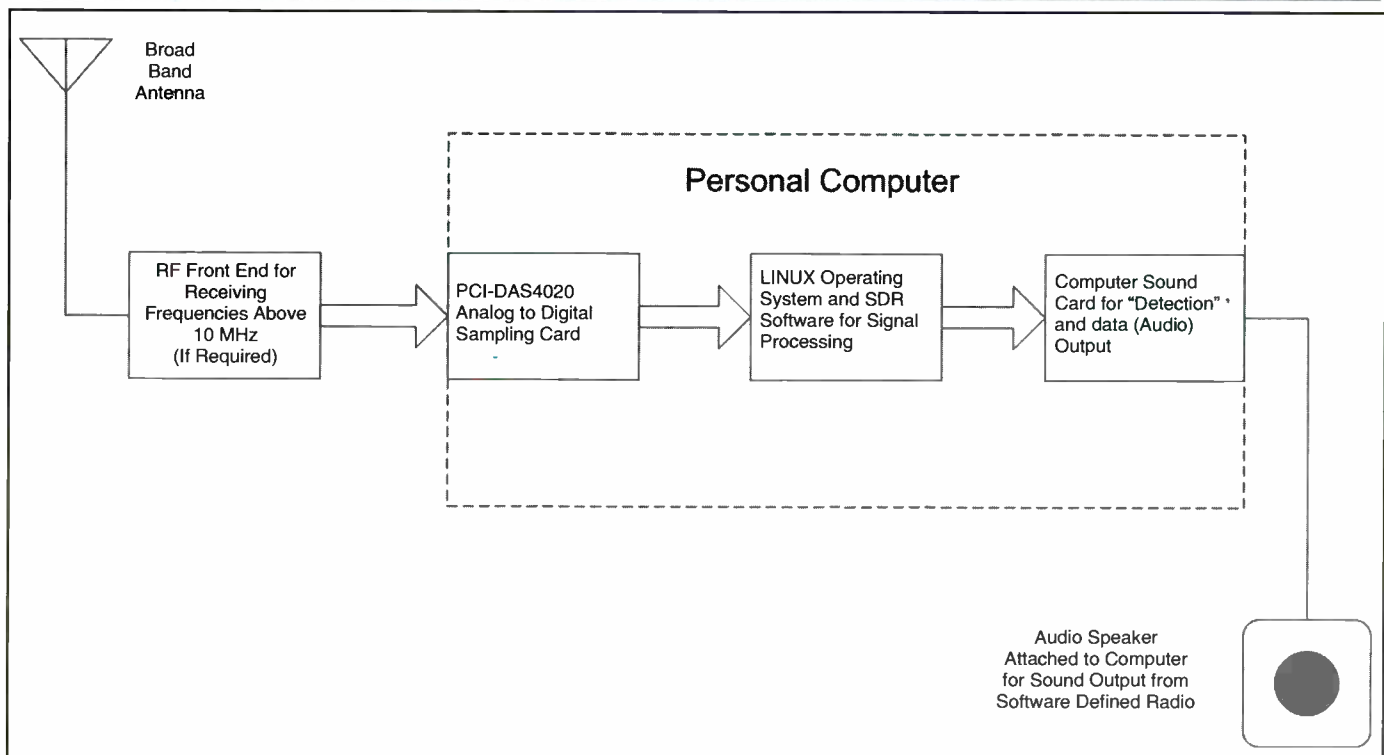 Broad
Band
Antenna
Personal Computer
RF Front End for
Receiving
Frequencies Above
10 MHz
(If Required)
PCI-DAS4020
Analog to Digital
Sampling Card
LINUX Operating
System and SDR
Software for Signal
Processing
Computer Sound
Card for "Detection"
and data (Audio)
Output
Audio Speaker
Attached to Computer
for Sound Output from
Software Defined Radio